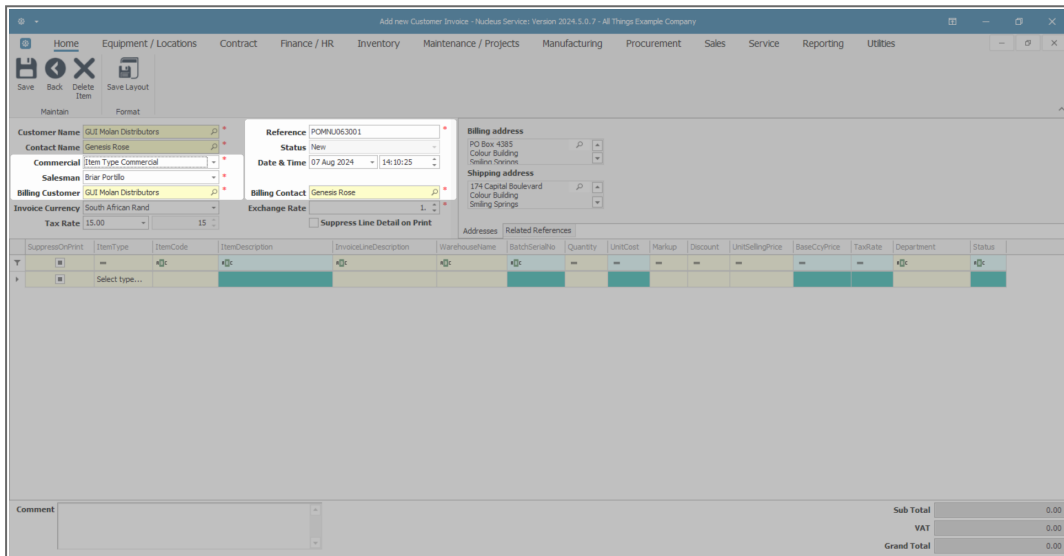 Add new Customer Invoice - Nucleus Service: Version 2024.5.0.7 - All Things Example Company
Home Equipment / Locations Contract Finance / HR Inventory Maintenance / Projects Manufacturing Procurement Sales Service Reporting Utilities
Save Back Delete Item Save Layout
Maintain Format
Customer Name GUI Molan Distributors * Reference POMNU063001 * Billing address
Contact Name Genesis Rose * Status New PO Box 4385
Colour Building
Smiling Springs
Commercial Item Type Commercial * Date & Time 07 Aug 2024 14:10:25
Shipping address
Salesman Briar Portillo * 174 Capital Boulevard
Billing Customer GUI Molan Distributors * Billing Contact Genesis Rose * Colour Building
Invoice Currency South African Rand Exchange Rate 1. * Smiling Springs
Tax Rate 15.00 15 Suppress Line Detail on Print
Addresses Related References
SuppressOnPrint ItemType ItemCode ItemDescription InvoiceLineDescription WarehouseName BatchSerialNo Quantity UnitCost Markup Discount UnitSellingPrice BaseCcyPrice TaxRate Department Status
Select type...
Comment
Sub Total 0.00
VAT 0.00
Grand Total 0.00